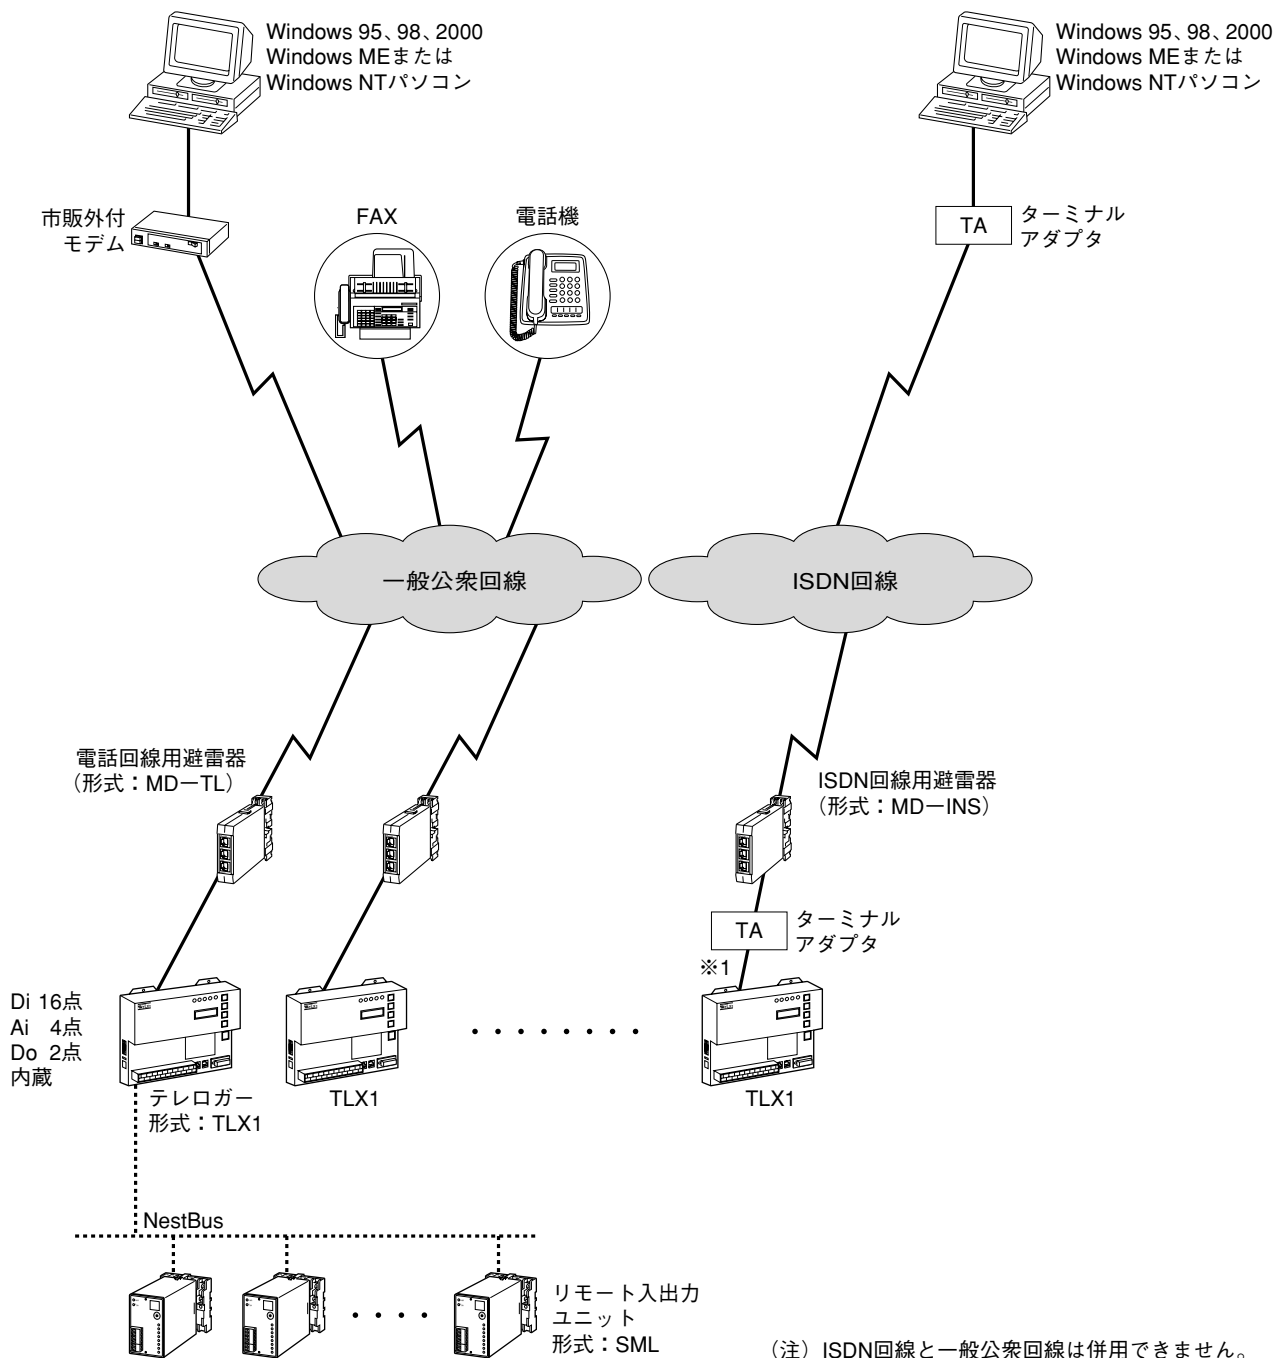 Windows 95、98、2000
Windows MEまたは
Windows NTパソコン
Windows 95、98、2000
Windows MEまたは
Windows NTパソコン
市販外付
モデム
FAX
電話機
TA
ターミナル
アダプタ
一般公衆回線
ISDN回線
電話回線用避雷器
（形式：MD－TL）
ISDN回線用避雷器
（形式：MD－INS）
TA
ターミナル
アダプタ
※1
Di 16点
Ai 4点
Do 2点
内蔵
テレロガー
形式：TLX1
TLX1
TLX1
NestBus
リモート入出力
ユニット
形式：SML
（注）ISDN回線と一般公衆回線は併用できません。